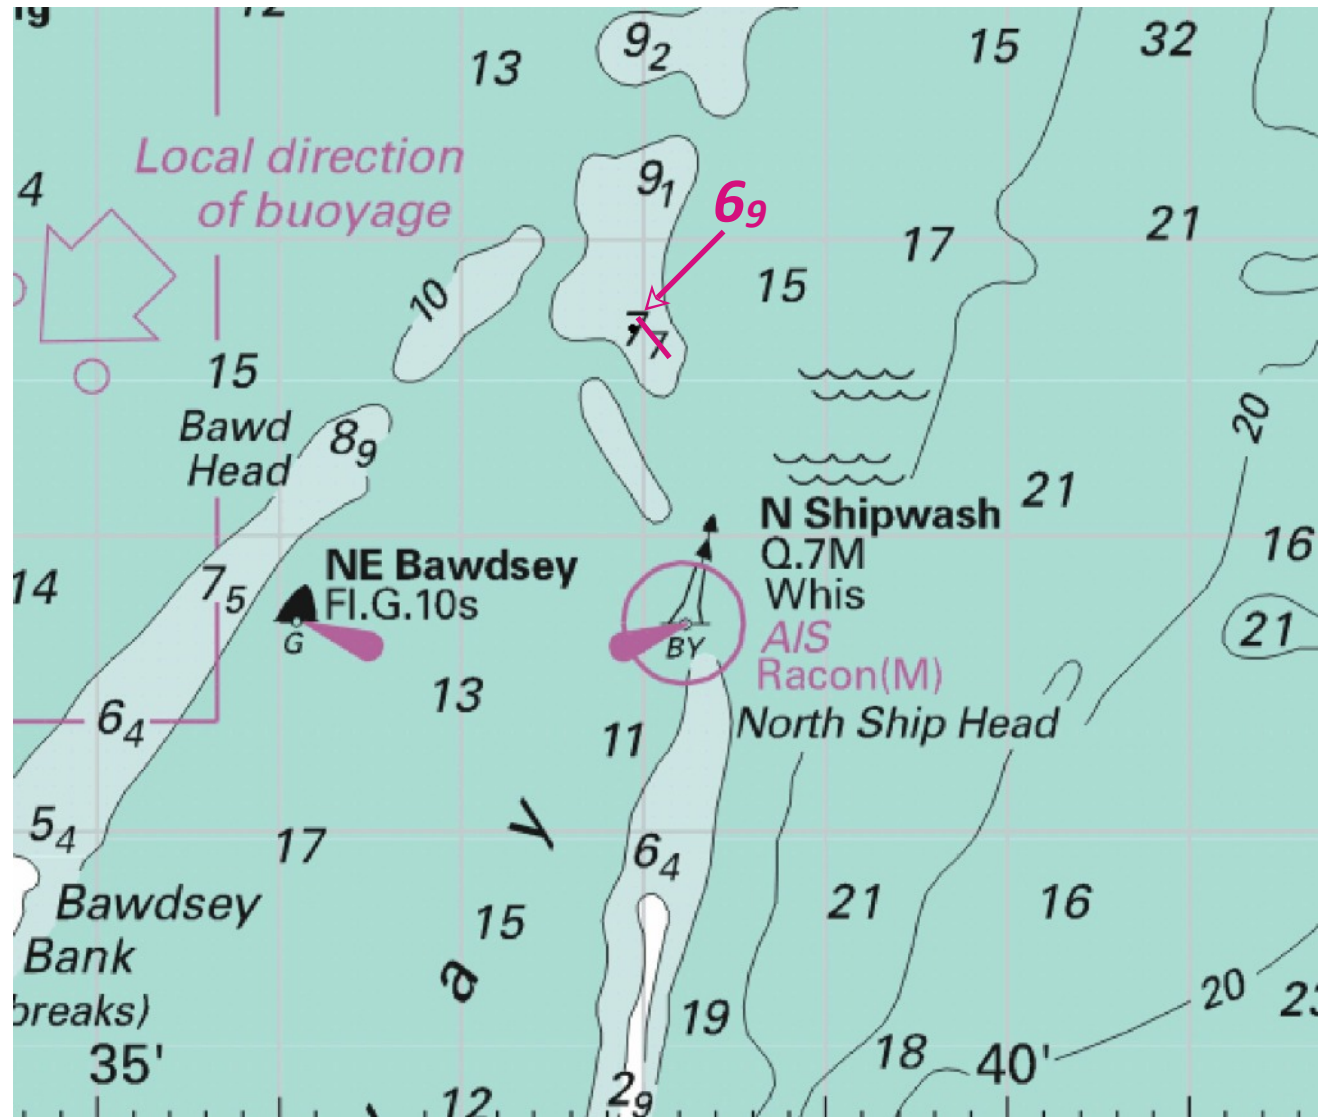 12
9₂
13
15
32
Local direction
of buoyage
4
9₁
6₉
21
17
15
10
7₇
15
Bawd
Head
8₉
20
21
N Shipwash
Q.7M
Whis
AIS
Racon(M)
16
14
7₅
NE Bawdsey
Fl.G.10s
G
BY
21
13
6₄
11
North Ship Head
5₄
17
y
6₄
Bawdsey
Bank
breaks)
15
21
16
a
19
20
18
35'
40'
2₉
12